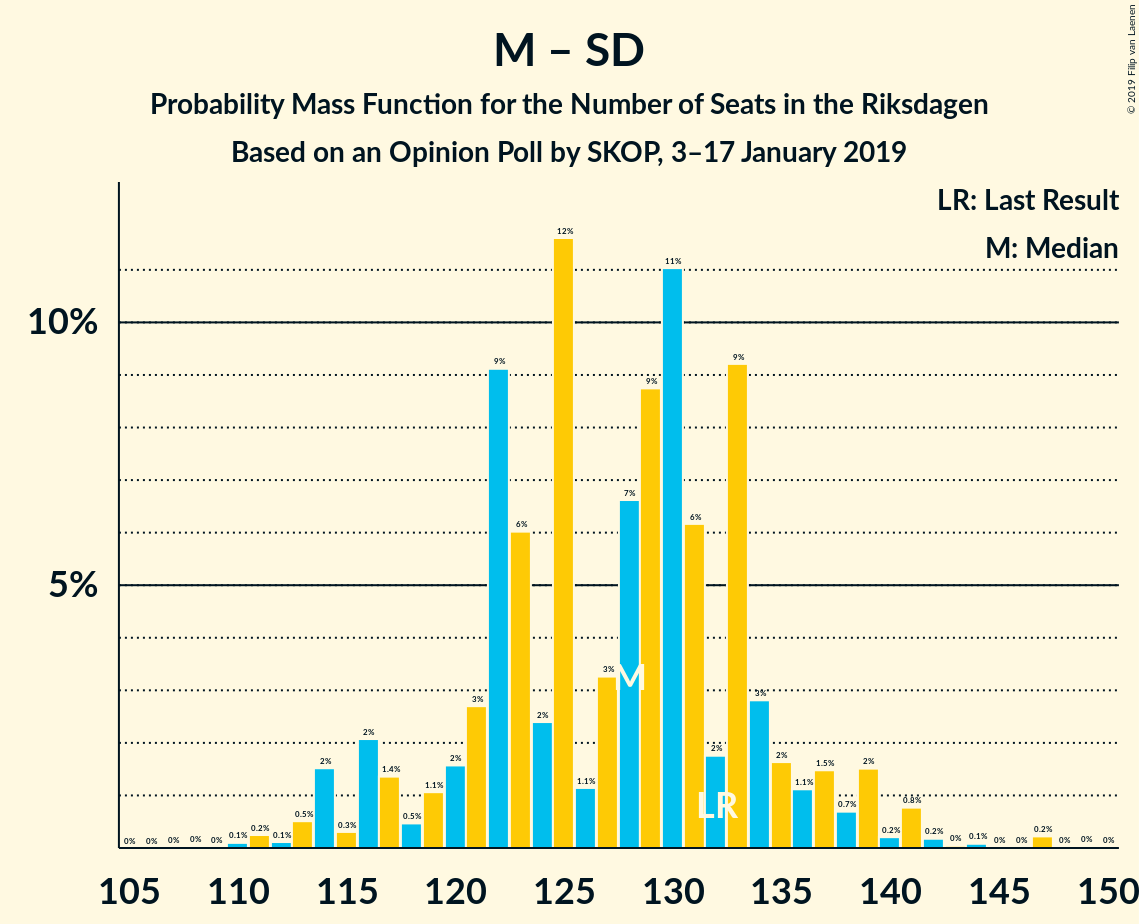 M – SD
Probability Mass Function for the Number of Seats in the Riksdagen
Based on an Opinion Poll by SKOP, 3–17 January 2019
© 2019 Filip van Laenen
LR: Last Result
M: Median
10%
5%
0% 0% 0% 0% 0% 0.1% 0.2% 0.1% 0.5% 2% 0.3% 2% 1.4% 0.5% 1.1% 2% 3% 9% 6% 2% 12% 1.1% 3% 7% 9% 11% 6% 2% 9% 3% 2% 1.1% 1.5% 0.7% 2% 0.2% 0.8% 0.2% 0% 0.1% 0% 0% 0.2% 0% 0% 0%
M
LR
105 110 115 120 125 130 135 140 145 150